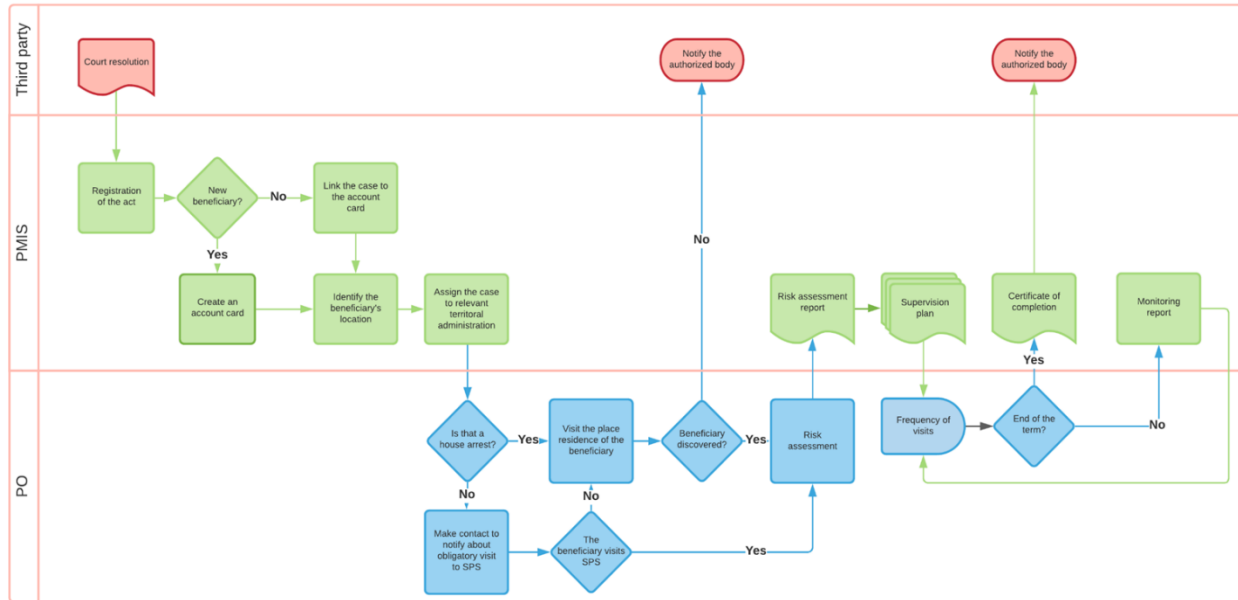 Third party
Court resolution
Notify the
authorized body
Notify the
authorized body
PMIS
Registration
of the act
New
beneficiary?
No
Link the case to
the account
card
Yes
Create an
account card
Identify the
beneficiary's
location
Assign the case
to relevant
territoral
administration
No
Risk assessment
report
Supervision
plan
Certificate of
completion
Monitoring
report
Yes
PO
Is that a
house arrest?
Yes
Visit the place
residence of the
beneficiary
Beneficiary
discovered?
Yes
Risk
assessment
Frequency of
visits
End of the
term?
No
No
Make contact to
notify about
obligatory visit
to SPS
No
The
beneficiary visits
SPS
Yes